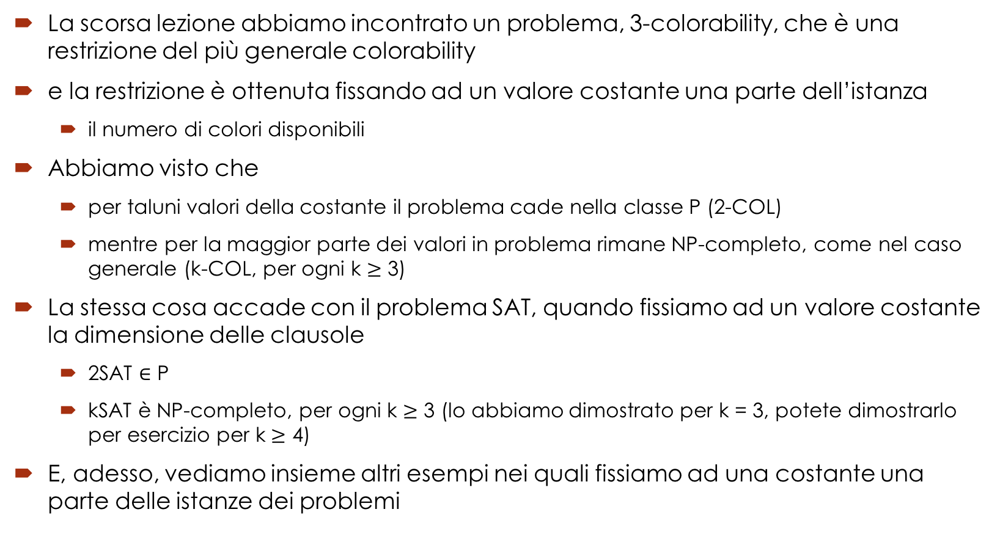 La scorsa lezione abbiamo incontrato un problema, 3-colorability, che è una
restrizione del più generale colorability
e la restrizione è ottenuta fissando ad un valore costante una parte dell’istanza
il numero di colori disponibili
Abbiamo visto che
per taluni valori della costante il problema cade nella classe P (2-COL)
mentre per la maggior parte dei valori in problema rimane NP-completo, come nel caso
generale (k-COL, per ogni k ≥ 3)
La stessa cosa accade con il problema SAT, quando fissiamo ad un valore costante
la dimensione delle clausole
2SAT ∈ P
kSAT è NP-completo, per ogni k ≥ 3 (lo abbiamo dimostrato per k = 3, potete dimostrarlo
per esercizio per k ≥ 4)
E, adesso, vediamo insieme altri esempi nei quali fissiamo ad una costante una
parte delle istanze dei problemi